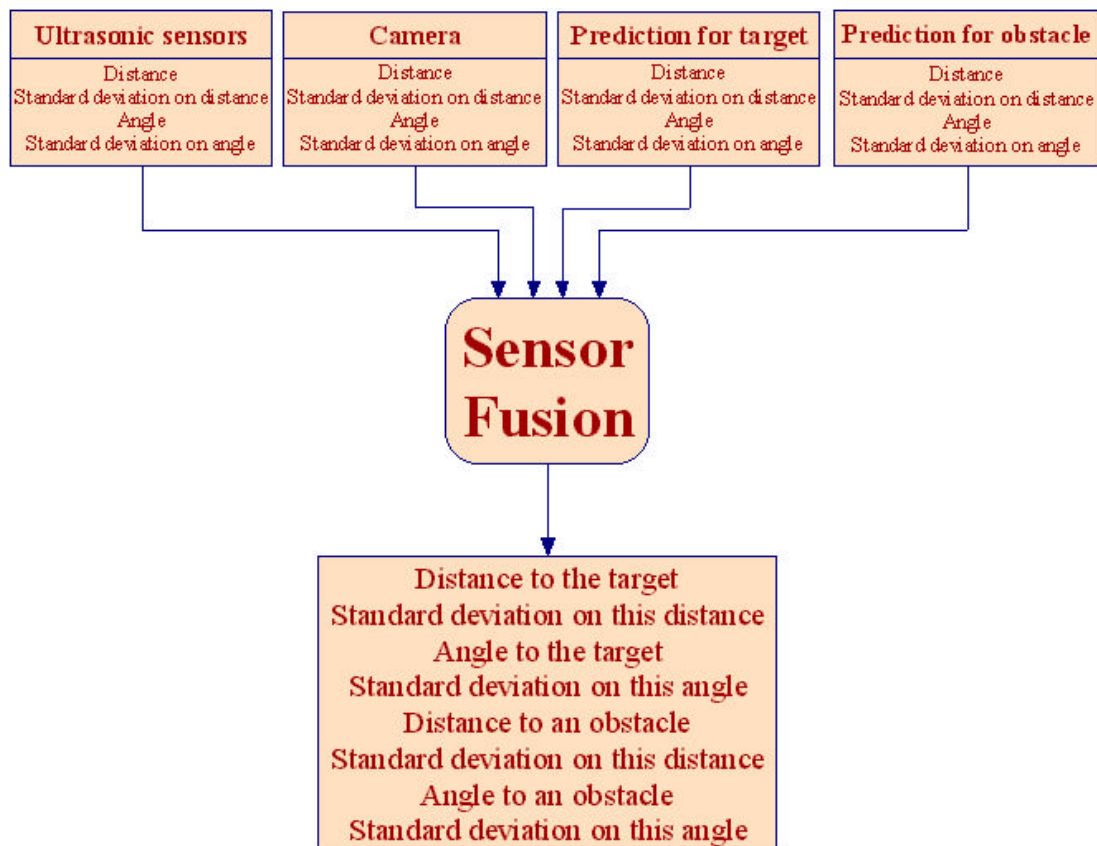 Ultrasonic sensors
Distance
Standard deviation on distance
Angle
Standard deviation on angle
Camera
Distance
Standard deviation on distance
Angle
Standard deviation on angle
Prediction for target
Distance
Standard deviation on distance
Angle
Standard deviation on angle
Prediction for obstacle
Distance
Standard deviation on distance
Angle
Standard deviation on angle
Sensor
Fusion
Distance to the target
Standard deviation on this distance
Angle to the target
Standard deviation on this angle
Distance to an obstacle
Standard deviation on this distance
Angle to an obstacle
Standard deviation on this angle